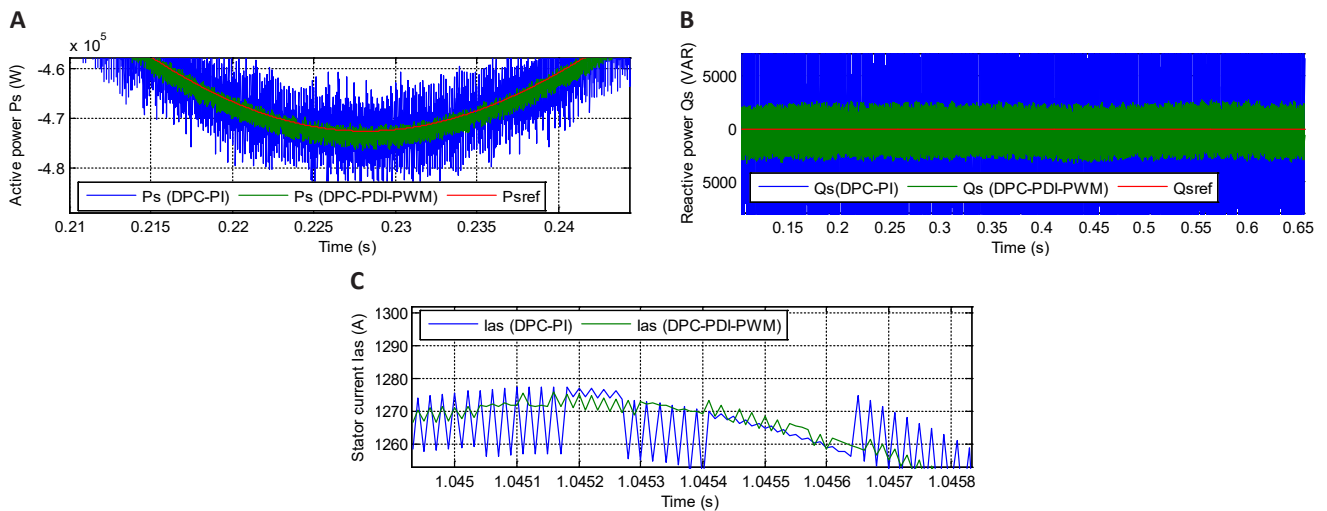 A
x 10^5
Active power Ps (W)
-4.6
-4.7
-4.8
Ps (DPC-PI) Ps (DPC-PDI-PWM) Psref
0.21 0.215 0.22 0.225 0.23 0.235 0.24
Time (s)
B
Reactive power Qs (VAR)
5000
0
5000
Qs(DPC-PI) Qs (DPC-PDI-PWM) Qsref
0.15 0.2 0.25 0.3 0.35 0.4 0.45 0.5 0.55 0.6 0.65
Time (s)
C
Stator current Ias (A)
1300
1290
1280
1270
1260
Ias (DPC-PI) Ias (DPC-PDI-PWM)
1.045 1.0451 1.0452 1.0453 1.0454 1.0455 1.0456 1.0457 1.0458
Time (s)